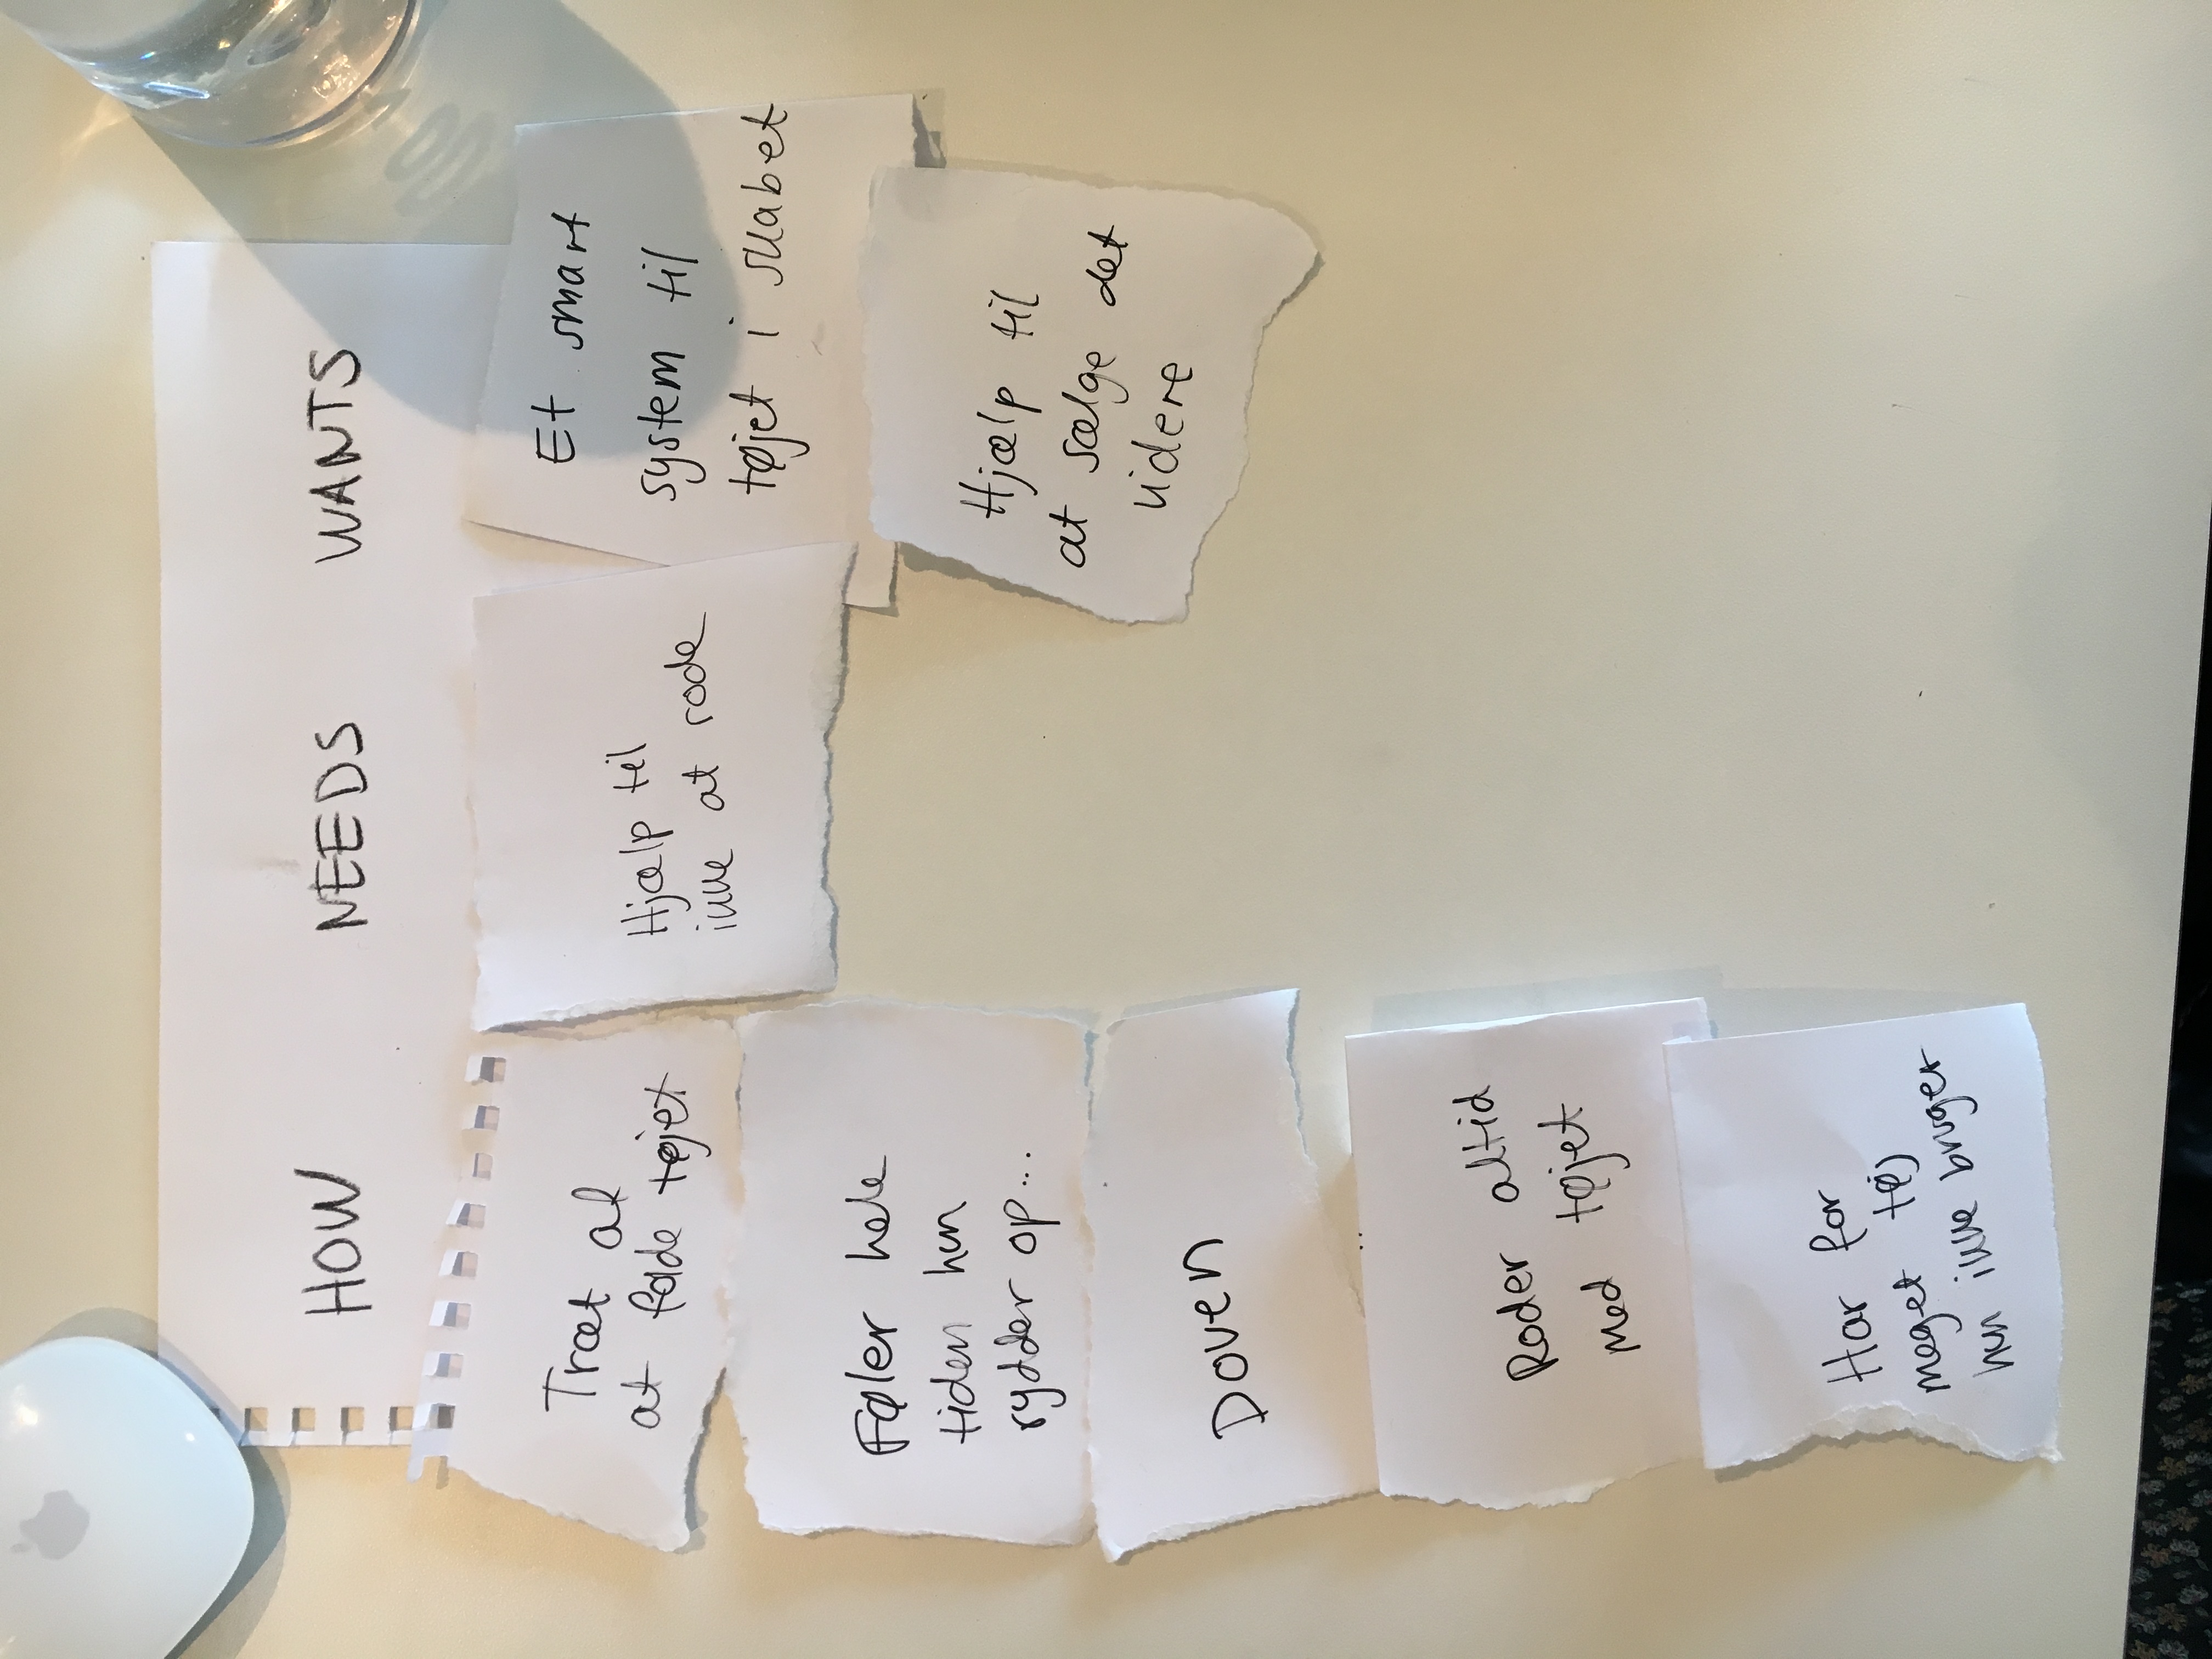 HOW
NEEDS
WANTS
Træt af
at folde tøjet
Føler hele
tiden hun
rydder op...
Doven
Roder altid
med tøjet
Har for
meget tøj
hun ikke bruger
Hjælp til
ikke at rode
Et smart
system til
tøjet i skabet
Hjælp til
at sælge det
videre